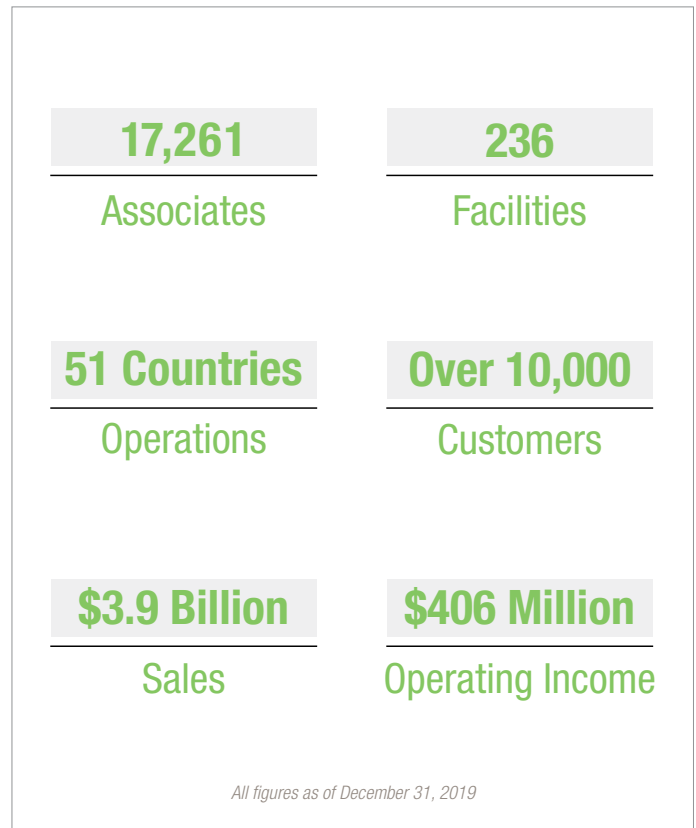 17,261
Associates
236
Facilities
51 Countries
Operations
Over 10,000
Customers
$3.9 Billion
Sales
$406 Million
Operating Income
All figures as of December 31, 2019